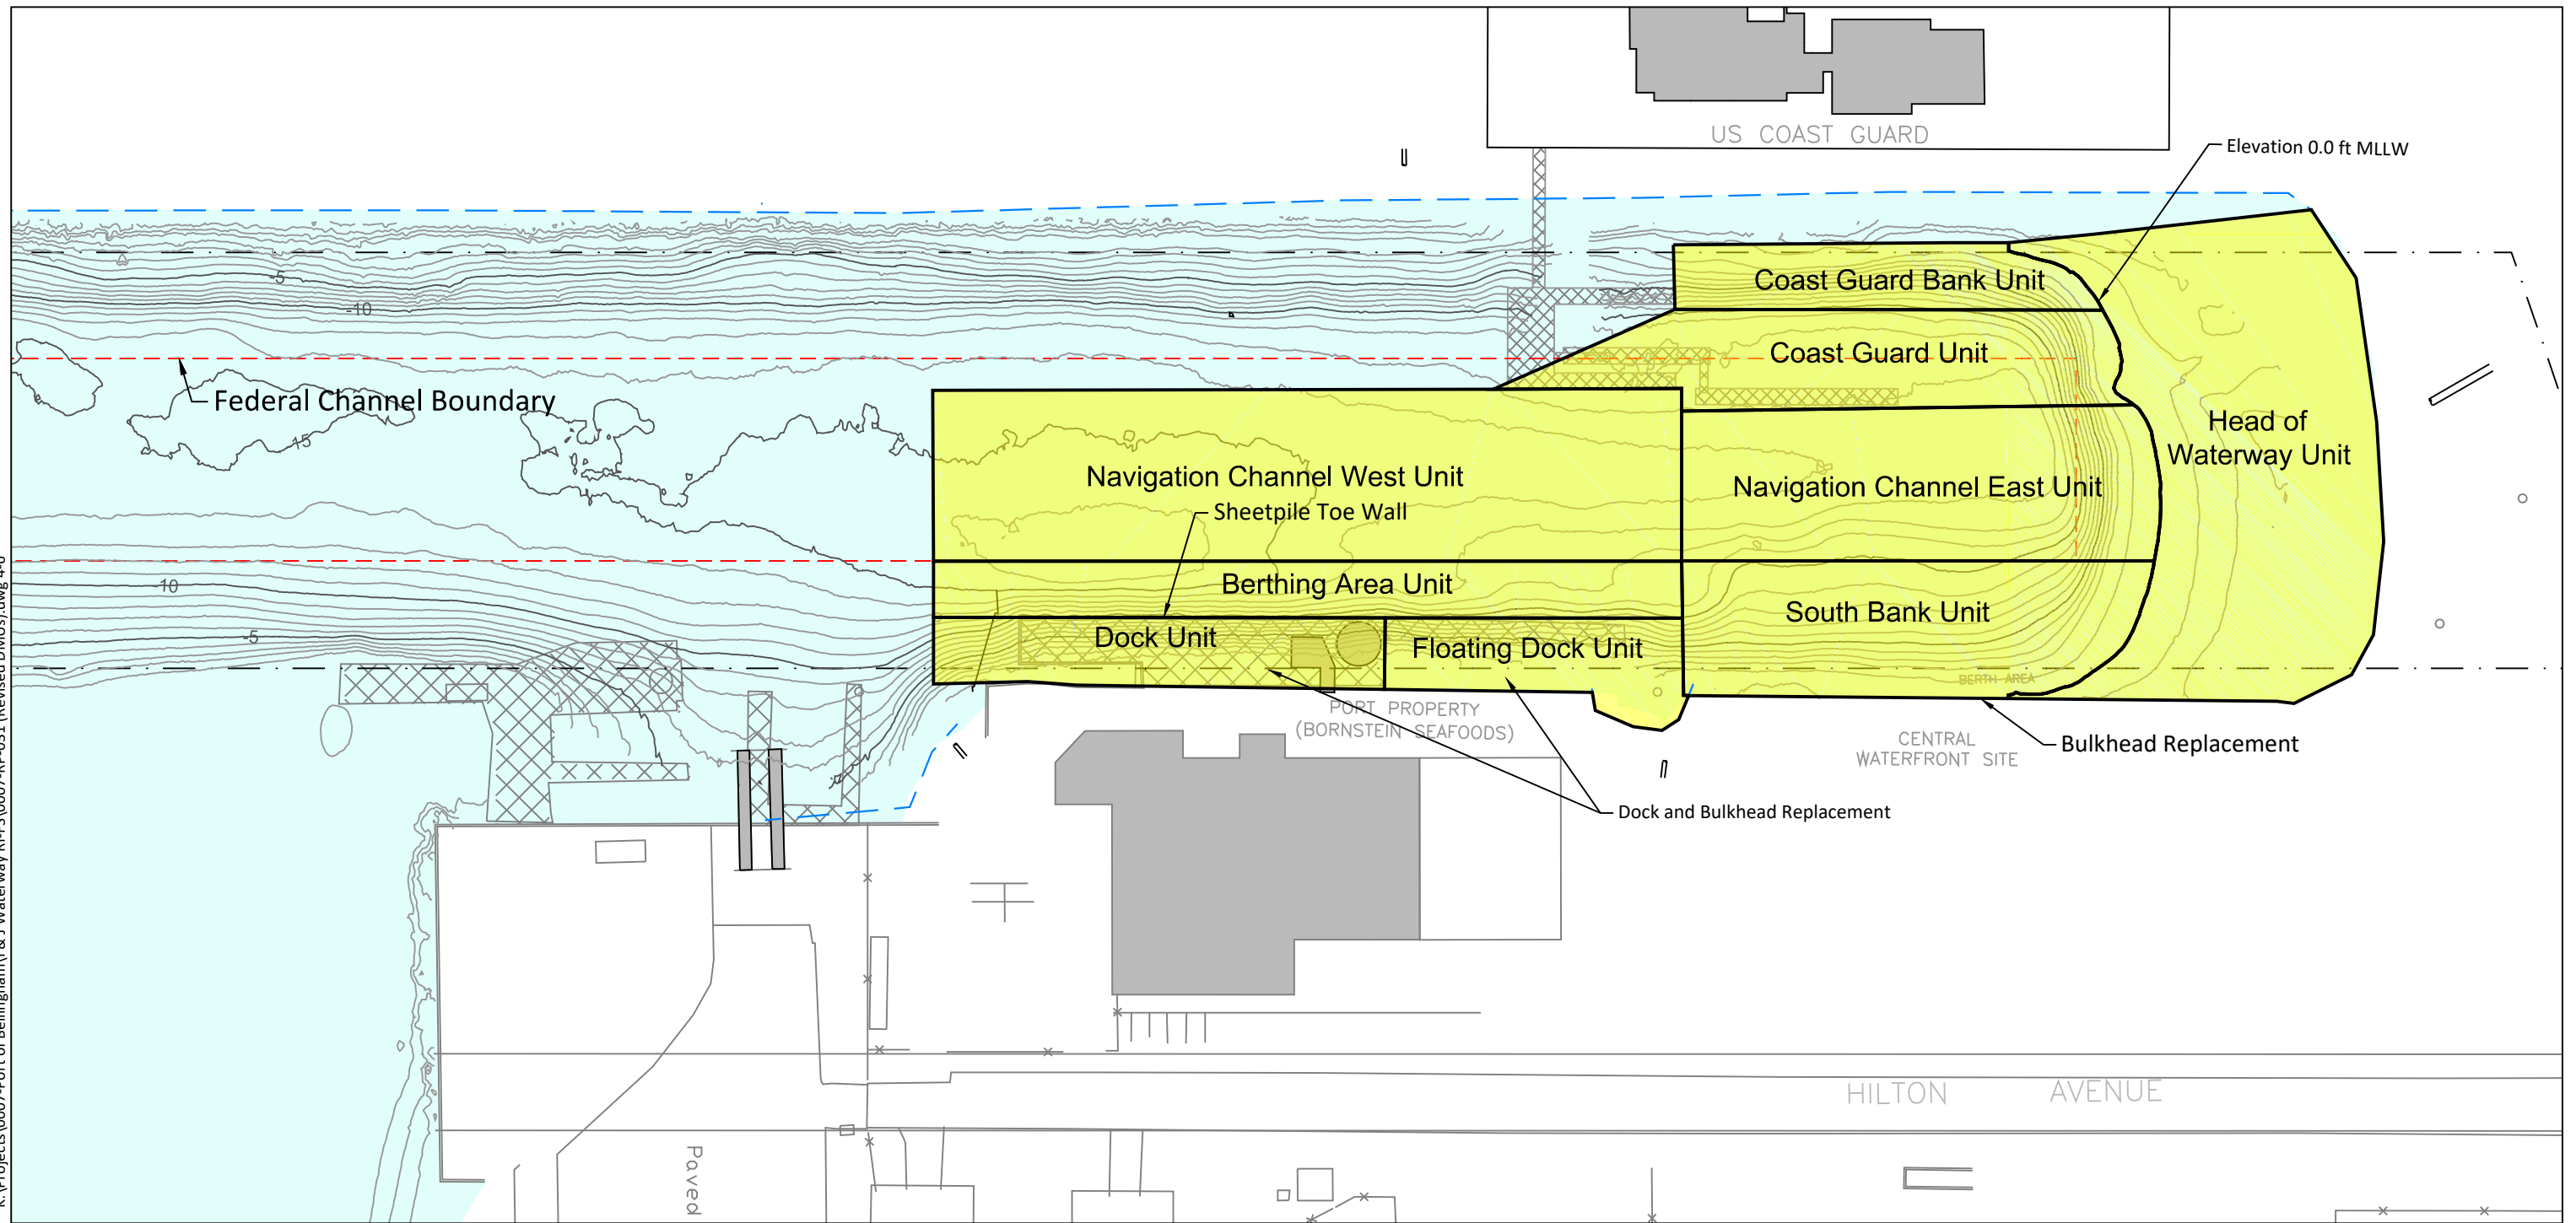 US COAST GUARD
Elevation 0.0 ft MLLW
-5
-10
Coast Guard Bank Unit
Coast Guard Unit
Federal Channel Boundary
15
Head of
Waterway Unit
Navigation Channel West Unit
Navigation Channel East Unit
Sheetpile Toe Wall
-10
Berthing Area Unit
South Bank Unit
-5
Dock Unit
Floating Dock Unit
BERTH AREA
PORT PROPERTY
(BORNSTEIN SEAFOODS)
CENTRAL
WATERFRONT SITE
Bulkhead Replacement
Dock and Bulkhead Replacement
HILTON AVENUE
Paved